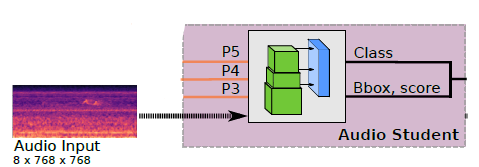 P5
Class
P4
P3
Bbox, score
Audio Student
Audio Input
8 x 768 x 768